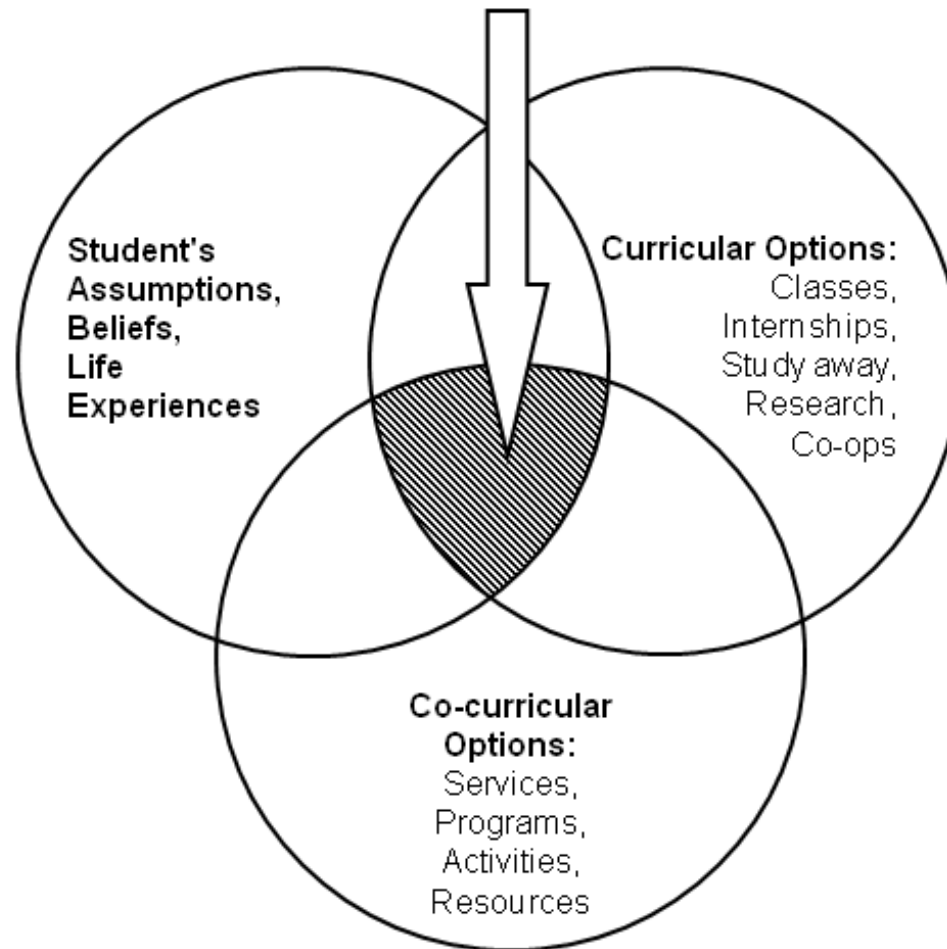 Student's
Assumptions,
Beliefs,
Life
Experiences
Curricular Options:
Classes,
Internships,
Study away,
Research,
Co-ops
Co-curricular
Options:
Services,
Programs,
Activities,
Resources